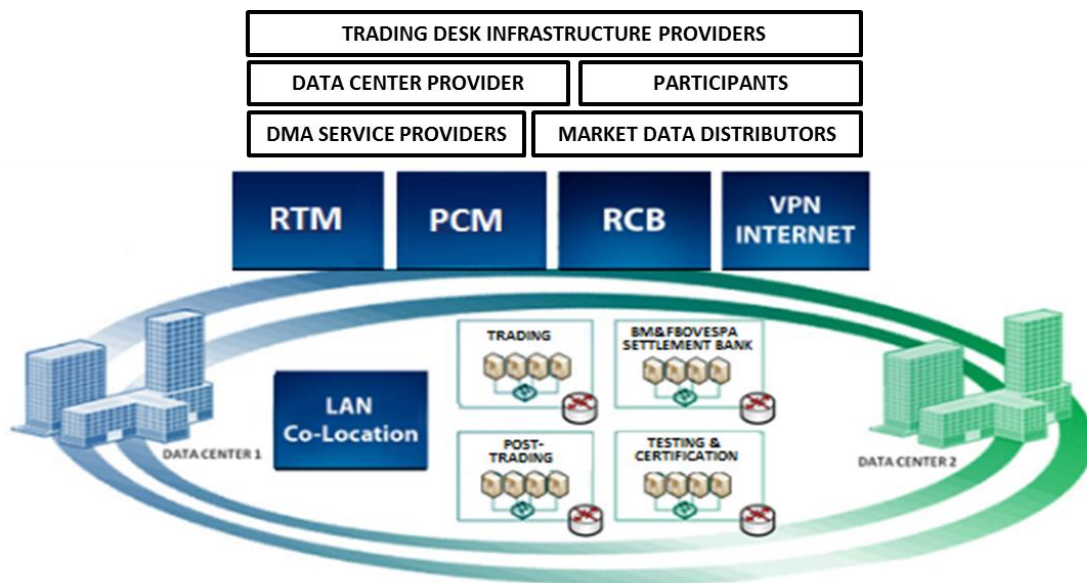 TRADING DESK INFRASTRUCTURE PROVIDERS
DATA CENTER PROVIDER
PARTICIPANTS
DMA SERVICE PROVIDERS
MARKET DATA DISTRIBUTORS
RTM
PCM
RCB
VPN
INTERNET
TRADING
BM&FBOVESPA
SETTLEMENT BANK
LAN
Co-Location
DATA CENTER 1
POST-
TRADING
TESTING &
CERTIFICATION
DATA CENTER 2